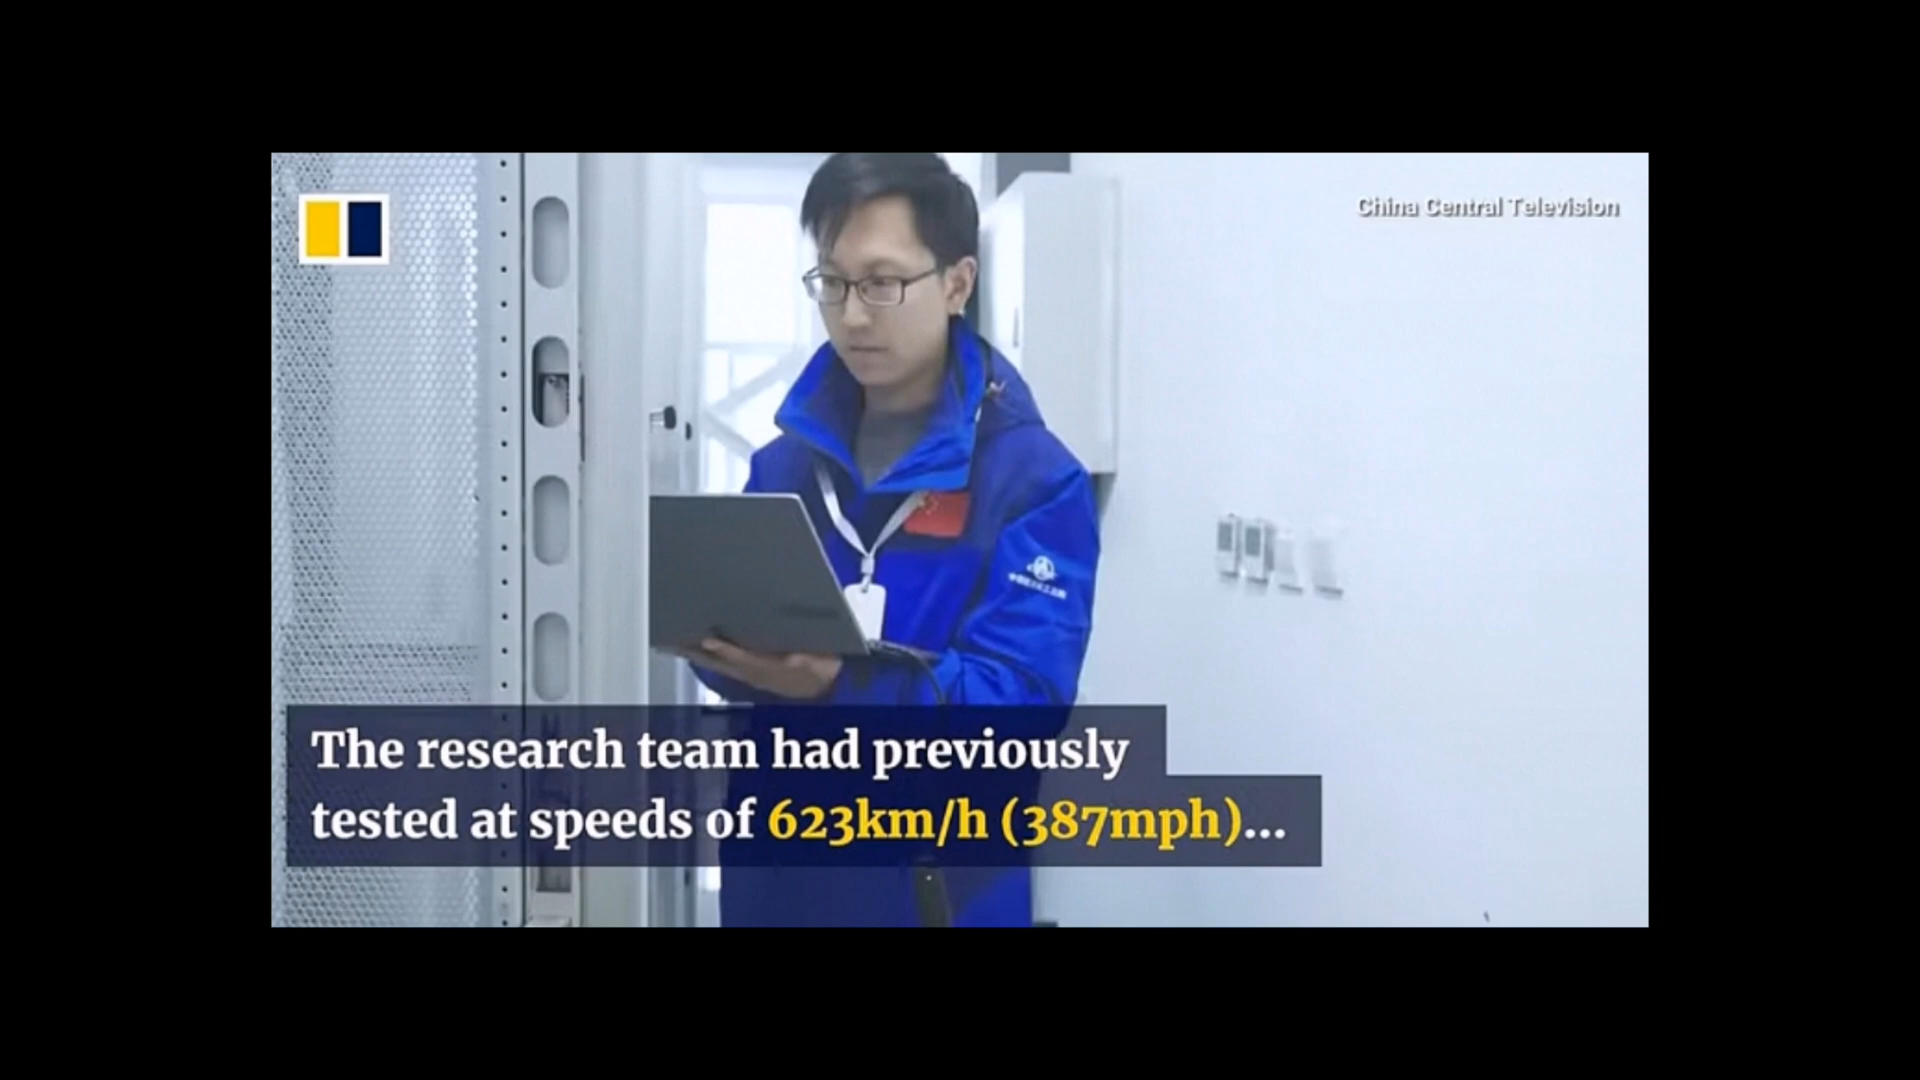 China Central Television
The research team had previously
tested at speeds of 623km/h (387mph)...